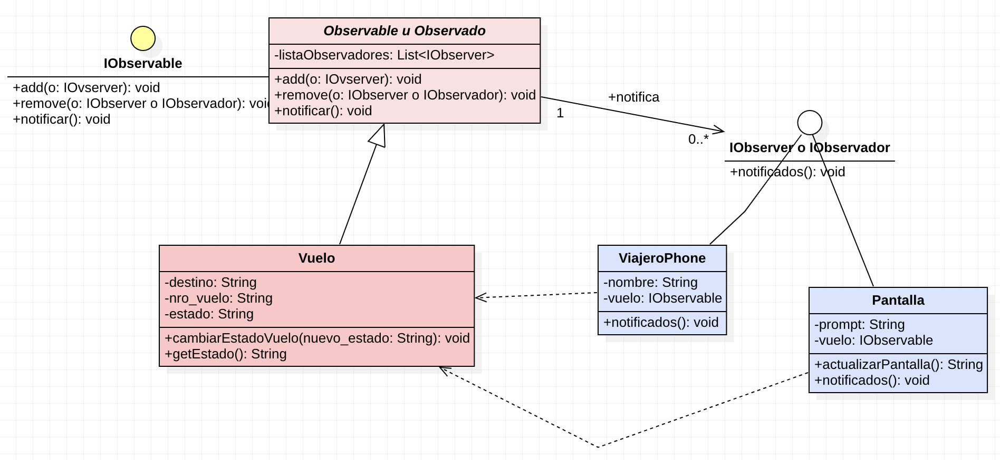 IObservable
+add(o: IOvserver): void
+remove(o: IObserver o IObservador): void
+notificar(): void
Observable u Observado
-listaObservadores: List<IObserver>
+add(o: IOvserver): void
+remove(o: IObserver o IObservador): void
+notificar(): void
+notifica
1
0..*
IObserver o IObservador
+notificados(): void
Vuelo
-destino: String
-nro_vuelo: String
-estado: String
+cambiarEstadoVuelo(nuevo_estado: String): void
+getEstado(): String
ViajeroPhone
-nombre: String
-vuelo: IObservable
+notificados(): void
Pantalla
-prompt: String
-vuelo: IObservable
+actualizarPantalla(): String
+notificados(): void